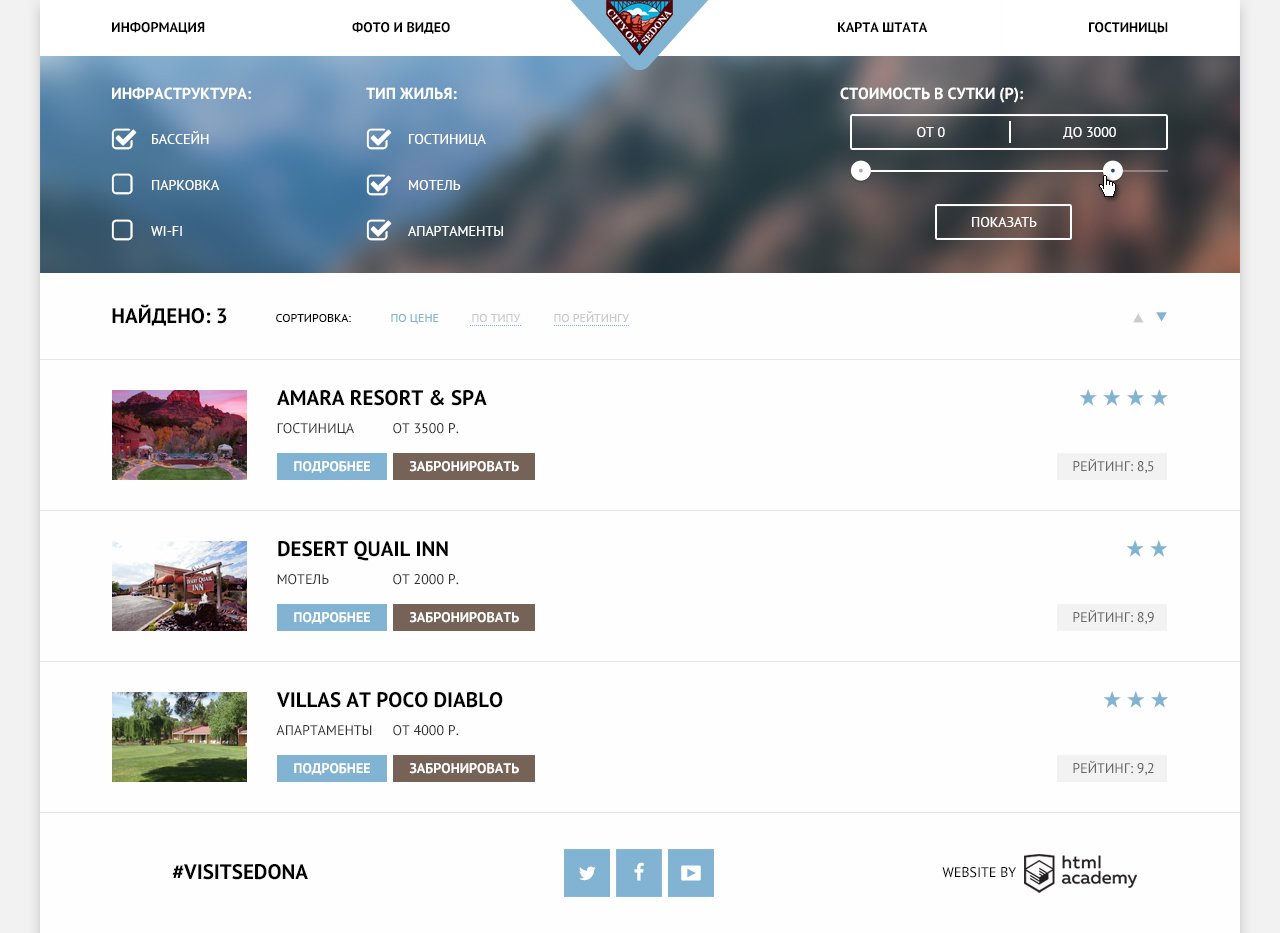 ИНФОРМАЦИЯ
ФОТО И ВИДЕО
CITY OF SEDONA
КАРТА ШТАТА
ГОСТИНИЦЫ
ИНФРАСТРУКТУРА:
БАССЕЙН
ПАРКОВКА
WI-FI
ТИП ЖИЛЬЯ:
ГОСТИНИЦА
МОТЕЛЬ
АПАРТАМЕНТЫ
СТОИМОСТЬ В СУТКИ (Р):
ОТ 0
ДО 3000
ПОКАЗАТЬ
НАЙДЕНО: 3
СОРТИРОВКА:
ПО ЦЕНЕ
ПО ТИПУ
ПО РЕЙТИНГУ
AMARA RESORT & SPA
ГОСТИНИЦА
ОТ 3500 Р.
ПОДРОБНЕЕ
ЗАБРОНИРОВАТЬ
РЕЙТИНГ: 8,5
DESERT QUAIL INN
DESERT QUAIL
INN
МОТЕЛЬ
ОТ 2000 Р.
ПОДРОБНЕЕ
ЗАБРОНИРОВАТЬ
РЕЙТИНГ: 8,9
VILLAS AT POCO DIABLO
АПАРТАМЕНТЫ
ОТ 4000 Р.
ПОДРОБНЕЕ
ЗАБРОНИРОВАТЬ
РЕЙТИНГ: 9,2
#VISITSEDONA
WEBSITE BY
html
academy